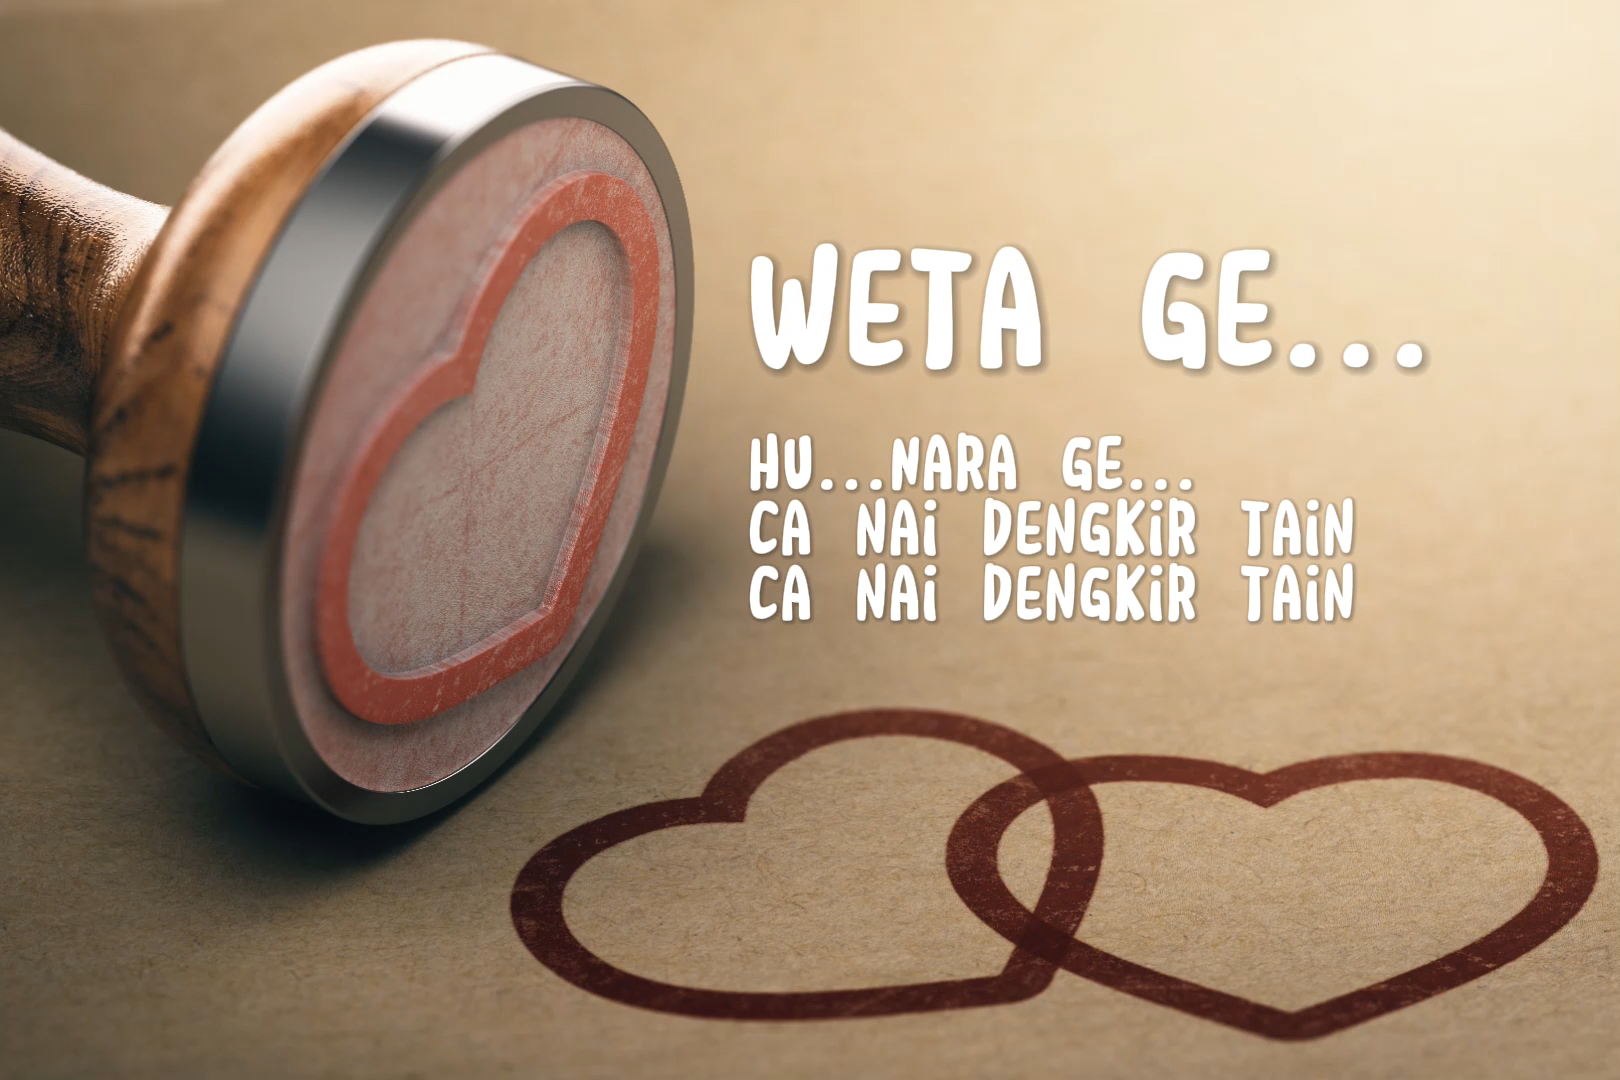 WETA GE...
HU...NARA GE...
CA NAi DENGKiR TAiN
CA NAi DENGKiR TAiN